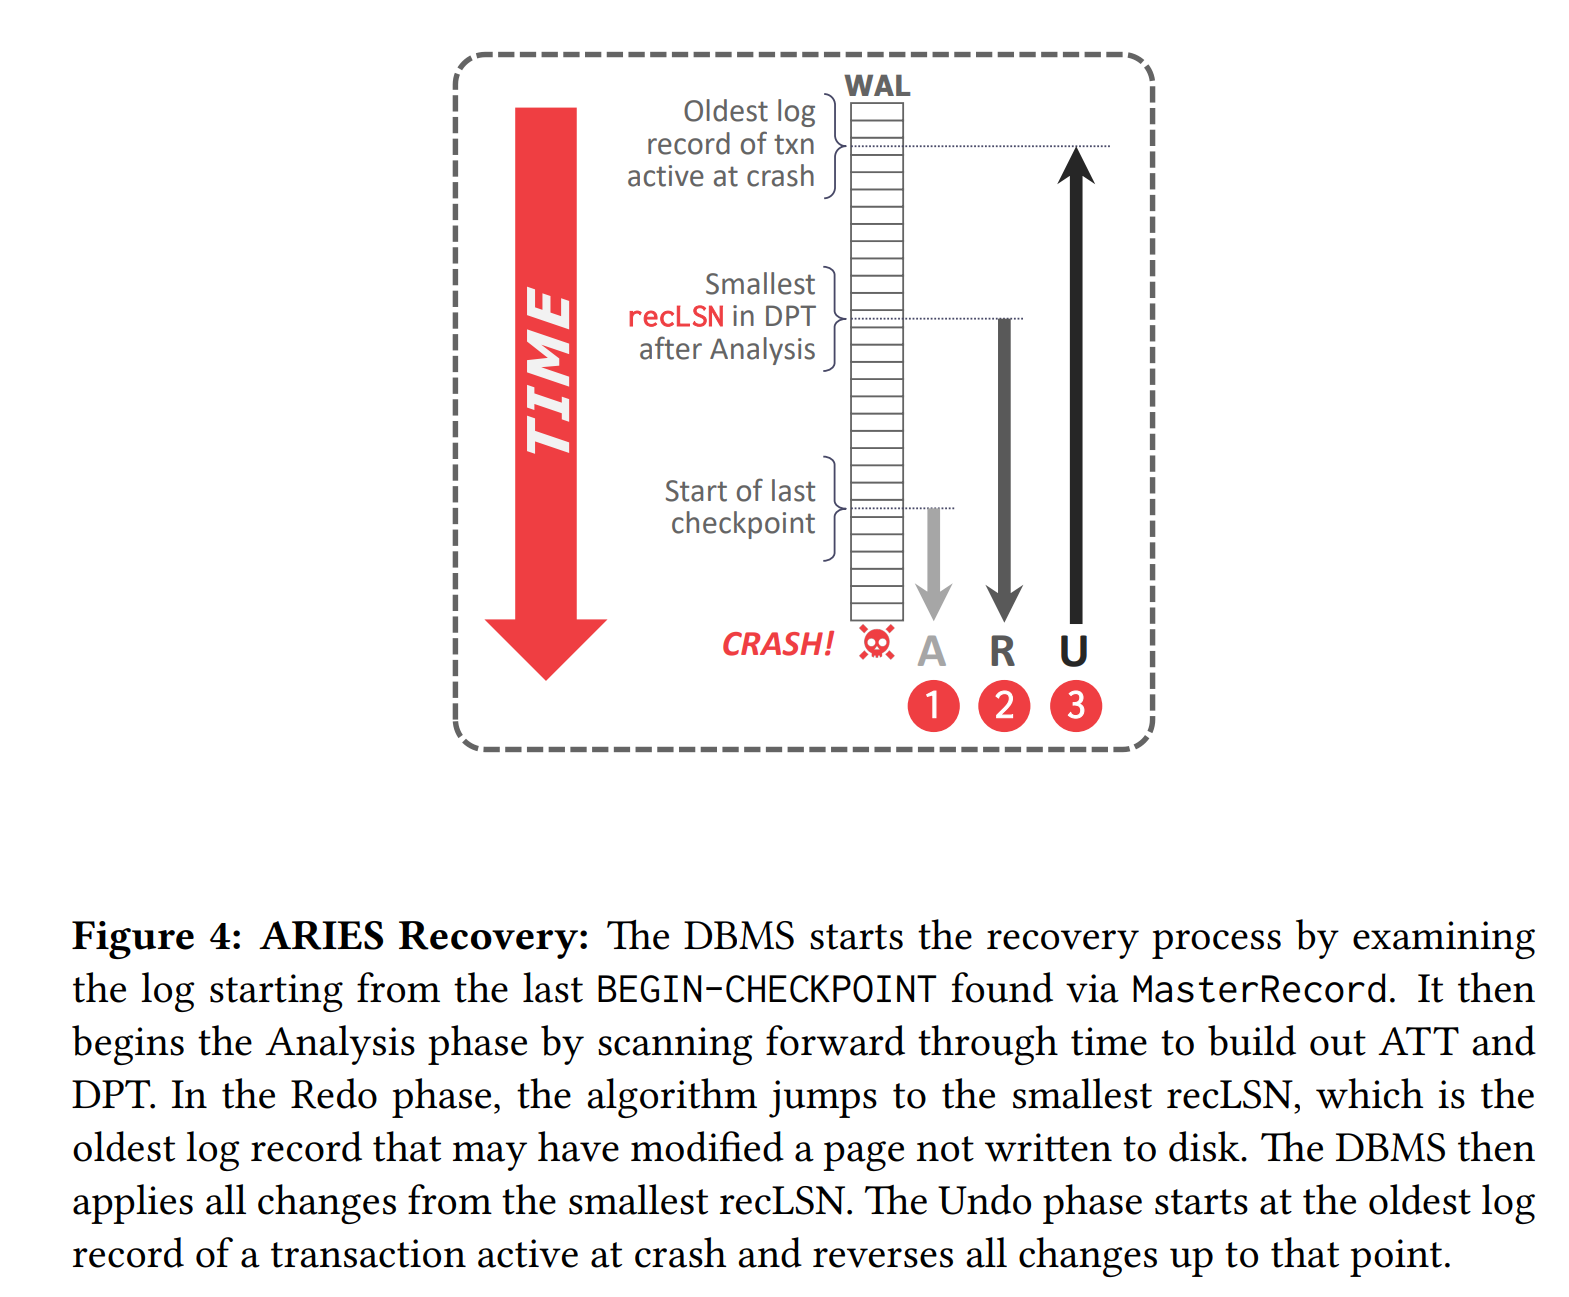 WAL
Oldest log
record of txn
active at crash
Smallest
recLSN in DPT
after Analysis
TIME
Start of last
checkpoint
CRASH!
A R U
1 2 3
Figure 4: ARIES Recovery: The DBMS starts the recovery process by examining
the log starting from the last BEGIN-CHECKPOINT found via MasterRecord. It then
begins the Analysis phase by scanning forward through time to build out ATT and
DPT. In the Redo phase, the algorithm jumps to the smallest recLSN, which is the
oldest log record that may have modified a page not written to disk. The DBMS then
applies all changes from the smallest recLSN. The Undo phase starts at the oldest log
record of a transaction active at crash and reverses all changes up to that point.